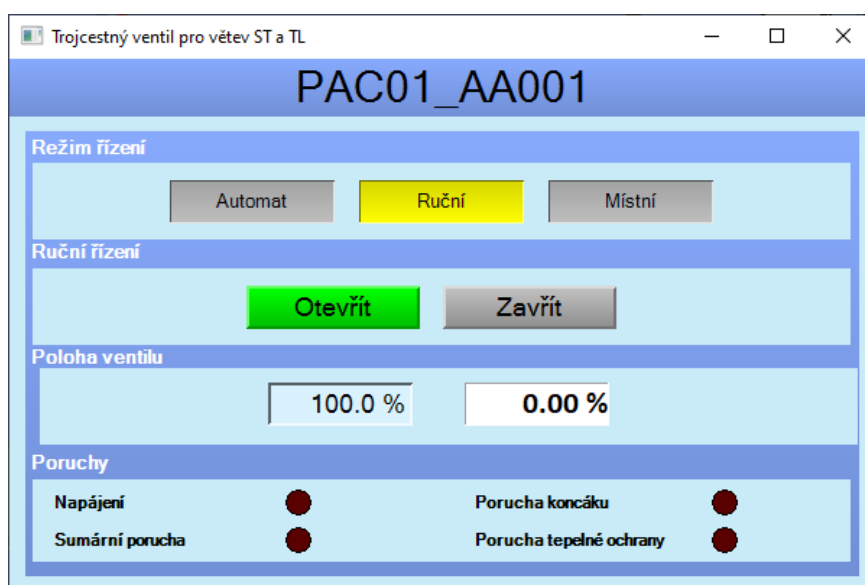 Trojcestný ventil pro větev ST a TL
PAC01_AA001
Režim řízení
Automat Ruční Místní
Ruční řízení
Otevřít Zavřít
Poloha ventilu
100.0 % 0.00 %
Poruchy
Napájení Porucha koncáku
Sumární porucha Porucha tepelné ochrany